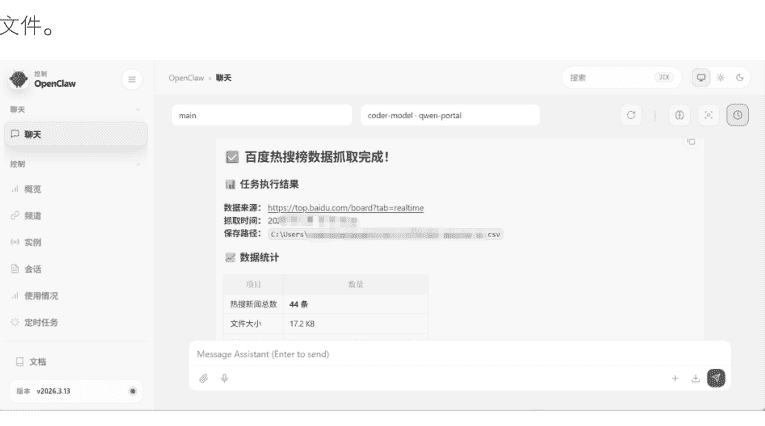 文件。
控制
OpenClaw
OpenClaw › 聊天
搜索
⌘K
聊天
main
coder-model · qwen-portal
聊天
控制
概览
频道
实例
会话
使用情况
定时任务
文档
版本 v2026.3.13
百度热搜榜数据抓取完成!
任务执行结果
数据来源: https://top.baidu.com/board?tab=realtime
抓取时间: 202
保存路径: C:\Users\ .csv
数据统计
项目 数量
热搜新闻总数 44 条
文件大小 17.2 KB
Message Assistant (Enter to send)